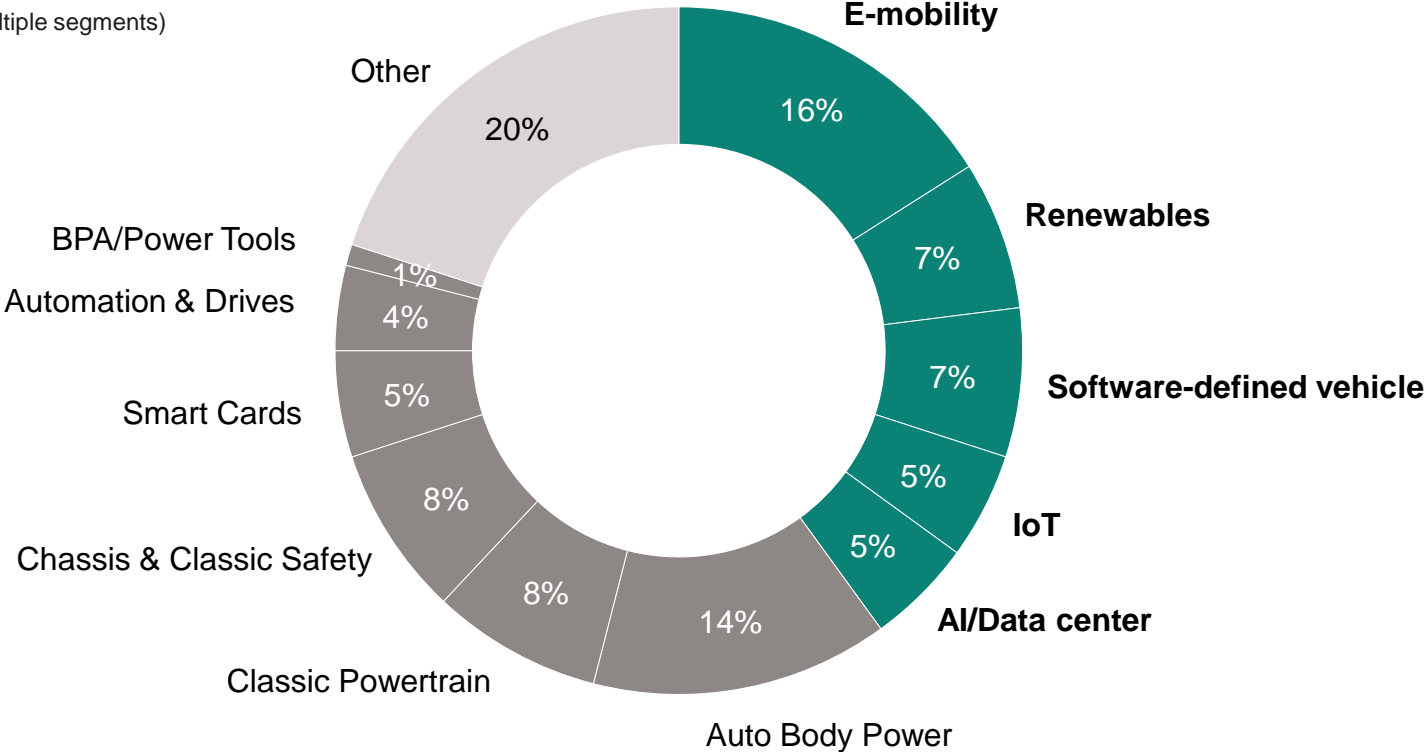 E-mobility
ltiple segments)
Other
16%
20%
Renewables
BPA/Power Tools
7%
1%
Automation & Drives
4%
7%
Software-defined vehicle
5%
Smart Cards
5%
8%
IoT
5%
Chassis & Classic Safety
8%
14%
AI/Data center
Classic Powertrain
Auto Body Power